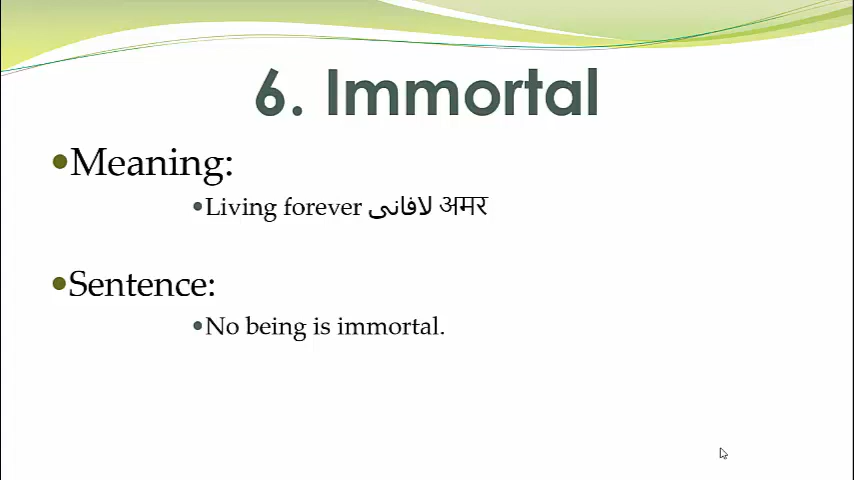 6. Immortal
•Meaning:
•Living forever لافانی अमर
•Sentence:
•No being is immortal.